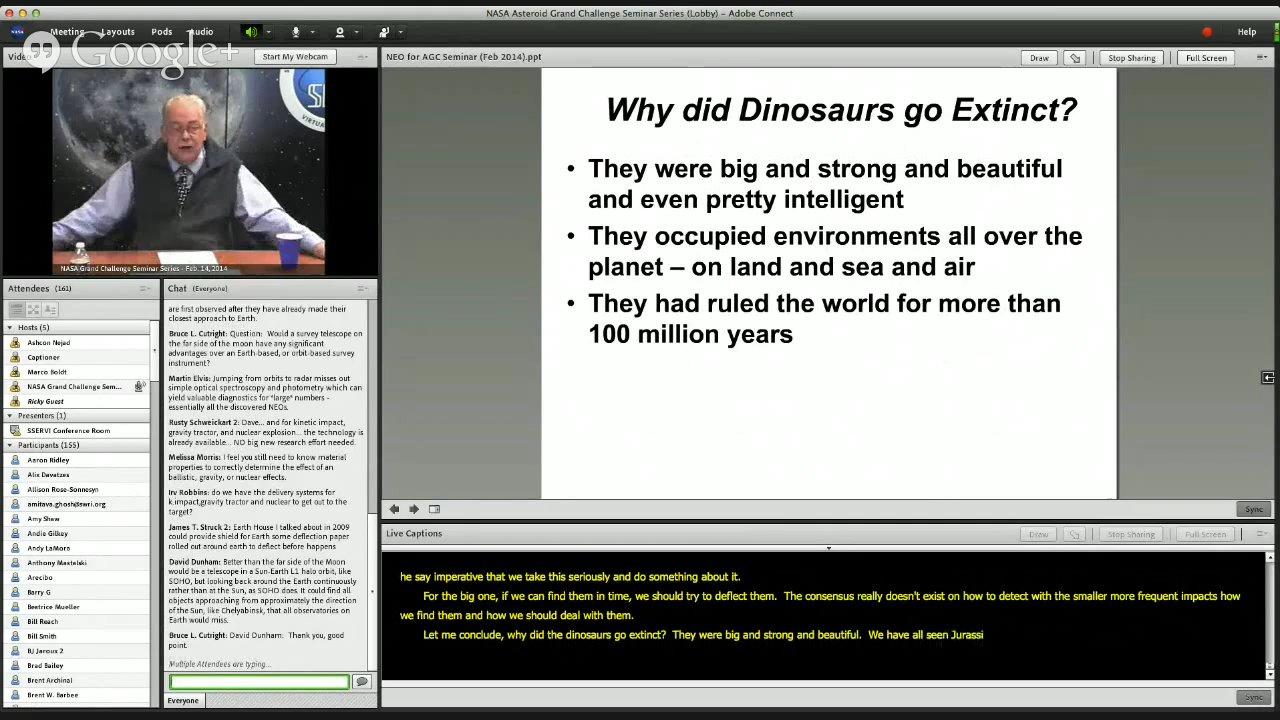 NASA Asteroid Grand Challenge Seminar Series (Lobby) - Adobe Connect
Meeting Layouts Pods Audio
Help
Google+
Start My Webcam
NASA Grand Challenge Seminar Series - Feb. 14, 2014
Attendees (161)
Hosts (5)
Ashcon Nejad
Captioner
Marco Boldt
NASA Grand Challenge Sem...
Ricky Guest
Presenters (1)
SSERVI Conference Room
Participants (155)
Aaron Ridley
Alix Davatzes
Allison Rose-Sonnesyn
amitava.ghosh@swri.org
Amy Shaw
Andie Gilkey
Andy LaMora
Anthony Mastalski
Arecibo
Barry G
Beatrice Mueller
Bill Reach
Bill Smith
BJ Jaroux 2
Brad Bailey
Brent Archinal
Brent W. Barbee
Chat (Everyone)
are first observed after they have already made their
closest approach to Earth.
Bruce L. Cutright: Question: Would a survey telescope on
the far side of the moon have any significant
advantages over an Earth-based, or orbit-based survey
instrument?
Martin Elvis: Jumping from orbits to radar misses out
simple optical spectroscopy and photometry which can
yield valuable diagnostics for *large* numbers -
essentially all the discovered NEOs.
Rusty Schweickart 2: Dave... and for kinetic impact,
gravity tractor, and nuclear explosion... the technology is
already available... NO big new research effort needed.
Melissa Morris: I feel you still need to know material
properties to correctly determine the effect of an
ballistic, gravity, or nuclear effects.
Irv Robbins: do we have the delivery systems for
k.impact,gravity tractor and nuclear to get out to the
target?
James T. Struck 2: Earth House I talked about in 2009
could provide shield for Earth some deflection paper
rolled out around earth to deflect before happens
David Dunham: Better than the far side of the Moon
would be a telescope in a Sun-Earth L1 halo orbit, like
SOHO, but looking back around the Earth continuously
rather than at the Sun, as SOHO does. It could find all
objects approaching from approximately the direction
of the Sun, like Chelyabinsk, that all observatories on
Earth would miss.
Bruce L. Cutright: David Dunham: Thank you, good
point.
Multiple Attendees are typing...
Everyone
NEO for AGC Seminar (Feb 2014).ppt
Draw Stop Sharing Full Screen
Why did Dinosaurs go Extinct?
• They were big and strong and beautiful
and even pretty intelligent
• They occupied environments all over the
planet – on land and sea and air
• They had ruled the world for more than
100 million years
Sync
Live Captions
Draw Stop Sharing Full Screen
he say imperative that we take this seriously and do something about it.
For the big one, if we can find them in time, we should try to deflect them. The consensus really doesn't exist on how to detect with the smaller more frequent impacts how
we find them and how we should deal with them.
Let me conclude, why did the dinosaurs go extinct? They were big and strong and beautiful. We have all seen Jurassi
Sync